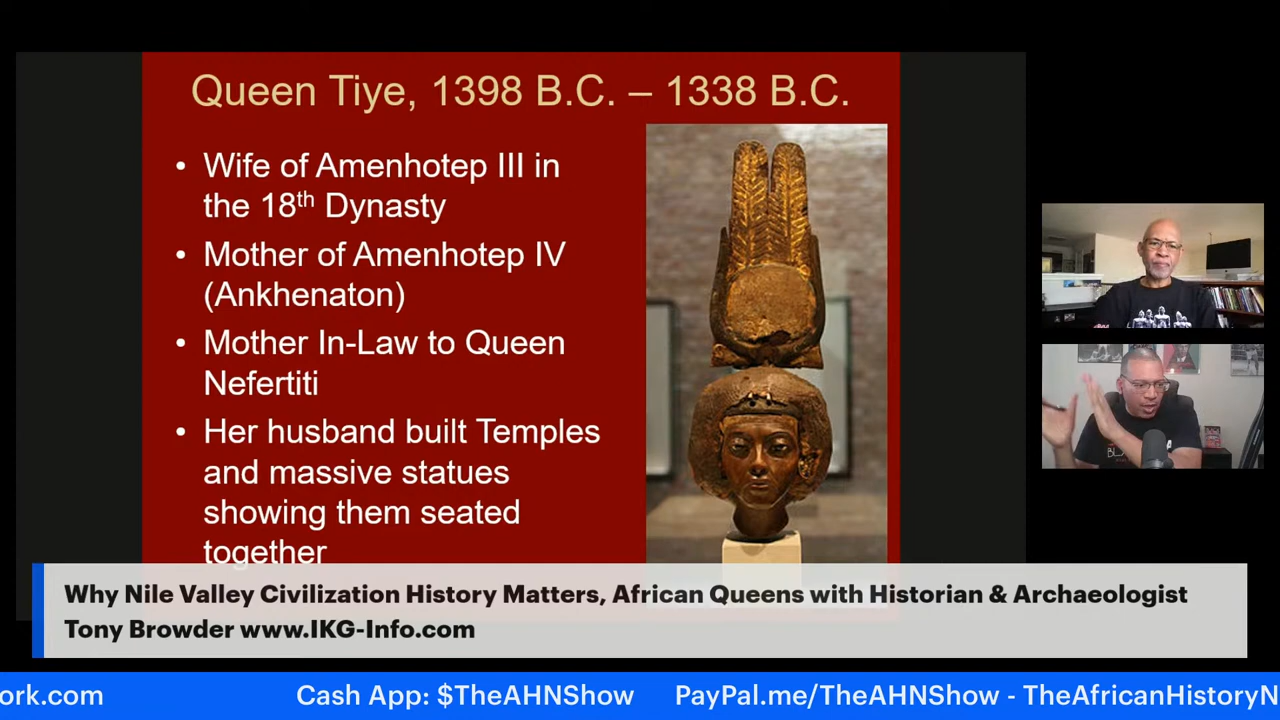 Queen Tiye, 1398 B.C. – 1338 B.C.
• Wife of Amenhotep III in
the 18th Dynasty
• Mother of Amenhotep IV
(Ankhenaton)
• Mother In-Law to Queen
Nefertiti
• Her husband built Temples
and massive statues
showing them seated
together
Why Nile Valley Civilization History Matters, African Queens with Historian & Archaeologist
Tony Browder www.IKG-Info.com
ork.com Cash App: $TheAHNShow PayPal.me/TheAHNShow - TheAfricanHistoryN